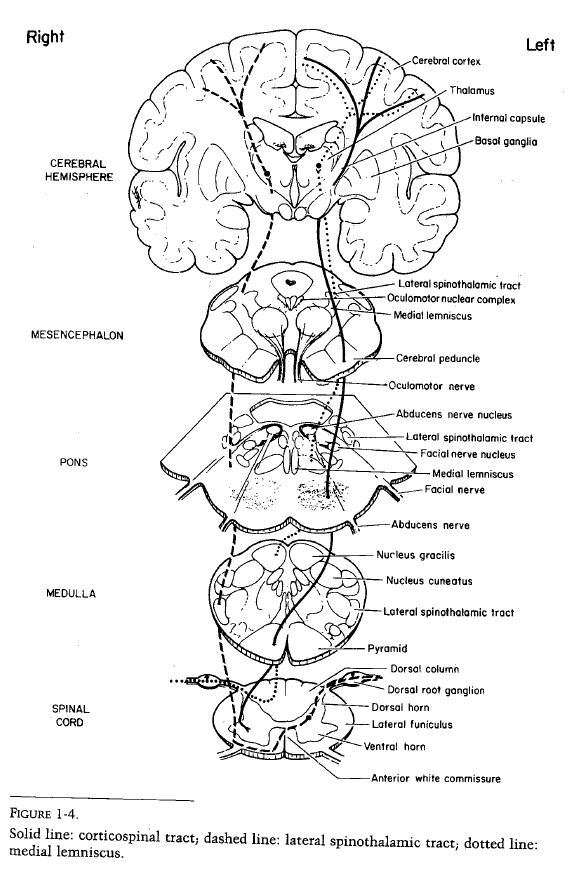 Right
Left
Cerebral cortex
Thalamus
Internal capsule
Basal ganglia
CEREBRAL
HEMISPHERE
Lateral spinothalamic tract
Oculomotor nuclear complex
Medial lemniscus
MESENCEPHALON
Cerebral peduncle
Oculomotor nerve
Abducens nerve nucleus
Lateral spinothalamic tract
Facial nerve nucleus
PONS
Medial lemniscus
Facial nerve
Abducens nerve
Nucleus gracilis
Nucleus cuneatus
MEDULLA
Lateral spinothalamic tract
Pyramid
Dorsal column
Dorsal root ganglion
Dorsal horn
SPINAL
CORD
Lateral funiculus
Ventral horn
Anterior white commissure
FIGURE 1-4.
Solid line: corticospinal tract; dashed line: lateral spinothalamic tract; dotted line:
medial lemniscus.